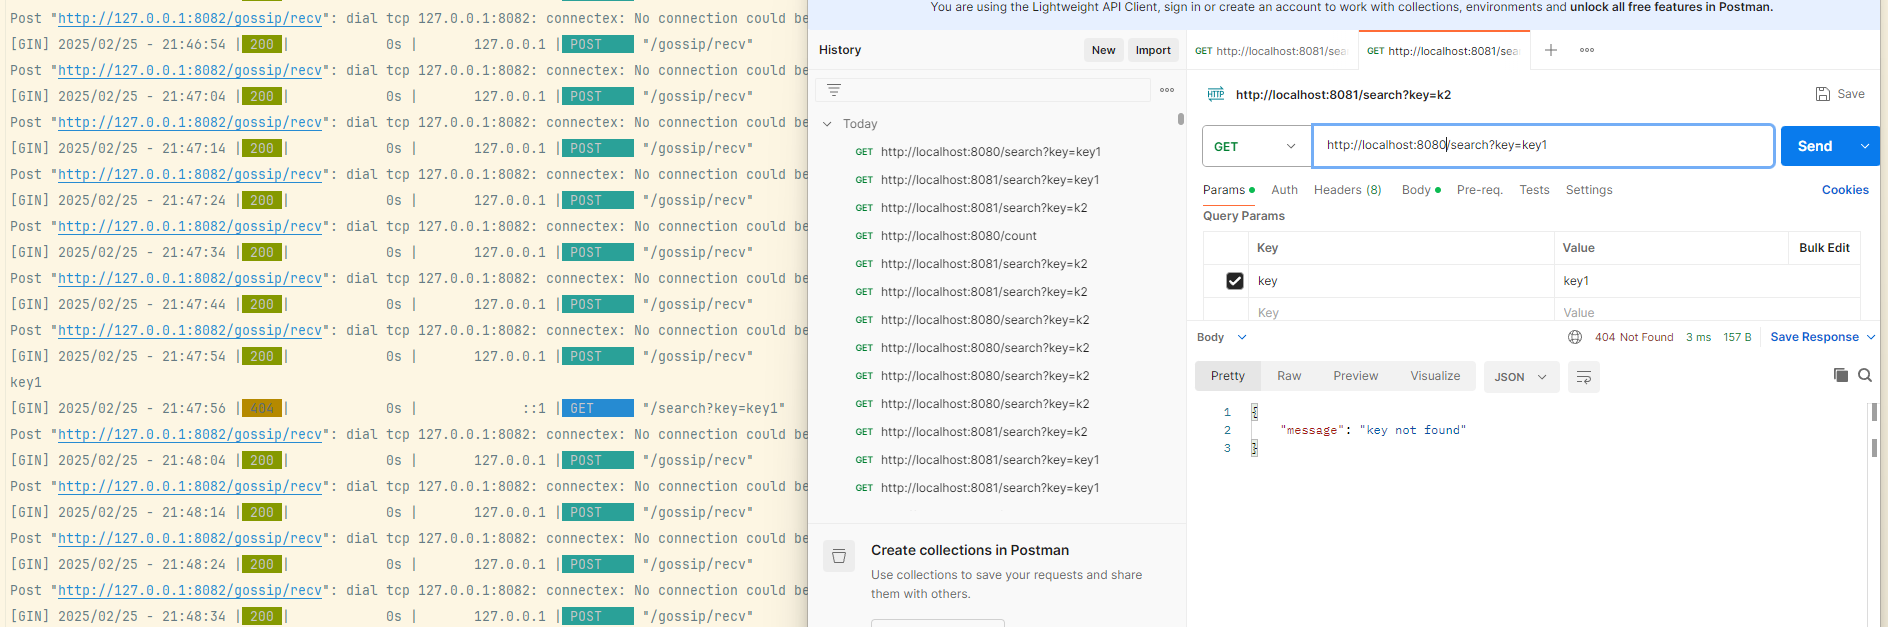 Post "http://127.0.0.1:8082/gossip/recv": dial tcp 127.0.0.1:8082: connectex: No connection could be
[GIN] 2025/02/25 - 21:46:54 | 200 | 0s | 127.0.0.1 | POST "/gossip/recv"
Post "http://127.0.0.1:8082/gossip/recv": dial tcp 127.0.0.1:8082: connectex: No connection could be
[GIN] 2025/02/25 - 21:47:04 | 200 | 0s | 127.0.0.1 | POST "/gossip/recv"
Post "http://127.0.0.1:8082/gossip/recv": dial tcp 127.0.0.1:8082: connectex: No connection could be
[GIN] 2025/02/25 - 21:47:14 | 200 | 0s | 127.0.0.1 | POST "/gossip/recv"
Post "http://127.0.0.1:8082/gossip/recv": dial tcp 127.0.0.1:8082: connectex: No connection could be
[GIN] 2025/02/25 - 21:47:24 | 200 | 0s | 127.0.0.1 | POST "/gossip/recv"
Post "http://127.0.0.1:8082/gossip/recv": dial tcp 127.0.0.1:8082: connectex: No connection could be
[GIN] 2025/02/25 - 21:47:34 | 200 | 0s | 127.0.0.1 | POST "/gossip/recv"
Post "http://127.0.0.1:8082/gossip/recv": dial tcp 127.0.0.1:8082: connectex: No connection could be
[GIN] 2025/02/25 - 21:47:44 | 200 | 0s | 127.0.0.1 | POST "/gossip/recv"
Post "http://127.0.0.1:8082/gossip/recv": dial tcp 127.0.0.1:8082: connectex: No connection could be
[GIN] 2025/02/25 - 21:47:54 | 200 | 0s | 127.0.0.1 | POST "/gossip/recv"
key1
[GIN] 2025/02/25 - 21:47:56 | 404 | 0s | ::1 | GET "/search?key=key1"
Post "http://127.0.0.1:8082/gossip/recv": dial tcp 127.0.0.1:8082: connectex: No connection could be
[GIN] 2025/02/25 - 21:48:04 | 200 | 0s | 127.0.0.1 | POST "/gossip/recv"
Post "http://127.0.0.1:8082/gossip/recv": dial tcp 127.0.0.1:8082: connectex: No connection could be
[GIN] 2025/02/25 - 21:48:14 | 200 | 0s | 127.0.0.1 | POST "/gossip/recv"
Post "http://127.0.0.1:8082/gossip/recv": dial tcp 127.0.0.1:8082: connectex: No connection could be
[GIN] 2025/02/25 - 21:48:24 | 200 | 0s | 127.0.0.1 | POST "/gossip/recv"
Post "http://127.0.0.1:8082/gossip/recv": dial tcp 127.0.0.1:8082: connectex: No connection could be
[GIN] 2025/02/25 - 21:48:34 | 200 | 0s | 127.0.0.1 | POST "/gossip/recv"
You are using the Lightweight API Client, sign in or create an account to work with collections, environments and unlock all free features in Postman.
History New Import
Today
GET http://localhost:8080/search?key=key1
GET http://localhost:8081/search?key=key1
GET http://localhost:8081/search?key=k2
GET http://localhost:8080/count
GET http://localhost:8081/search?key=k2
GET http://localhost:8081/search?key=k2
GET http://localhost:8080/search?key=k2
GET http://localhost:8080/search?key=k2
GET http://localhost:8080/search?key=k2
GET http://localhost:8080/search?key=k2
GET http://localhost:8081/search?key=k2
GET http://localhost:8081/search?key=key1
GET http://localhost:8081/search?key=key1
Create collections in Postman
Use collections to save your requests and share
them with others.
GET http://localhost:8081/sea GET http://localhost:8081/sea
HTTP http://localhost:8081/search?key=k2 Save
GET http://localhost:8080/search?key=key1 Send
Params Auth Headers (8) Body Pre-req. Tests Settings Cookies
Query Params
Key Value Bulk Edit
key key1
Key Value
Body 404 Not Found 3 ms 157 B Save Response
Pretty Raw Preview Visualize JSON
1 {
2 "message": "key not found"
3 }